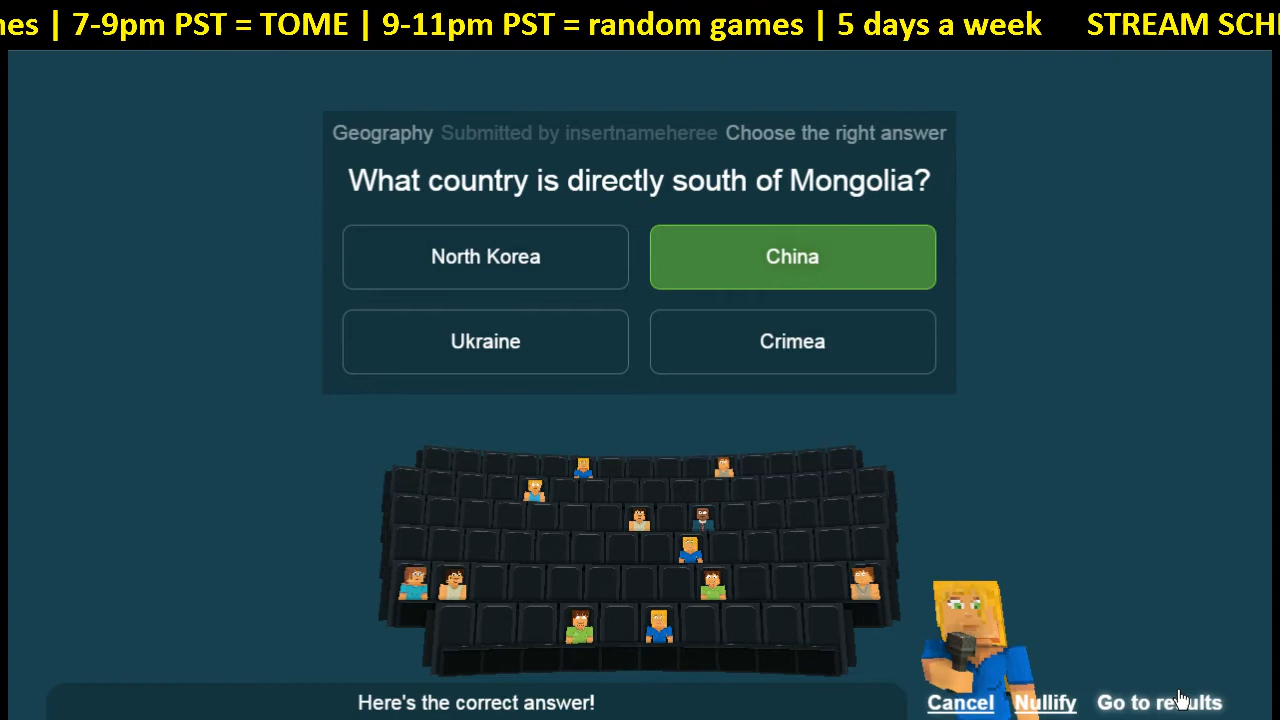 nes | 7-9pm PST = TOME | 9-11pm PST = random games | 5 days a week STREAM SCHE
Geography Submitted by insertnameheree Choose the right answer
What country is directly south of Mongolia?
North Korea China
Ukraine Crimea
Here's the correct answer!
Cancel Nullify Go to results